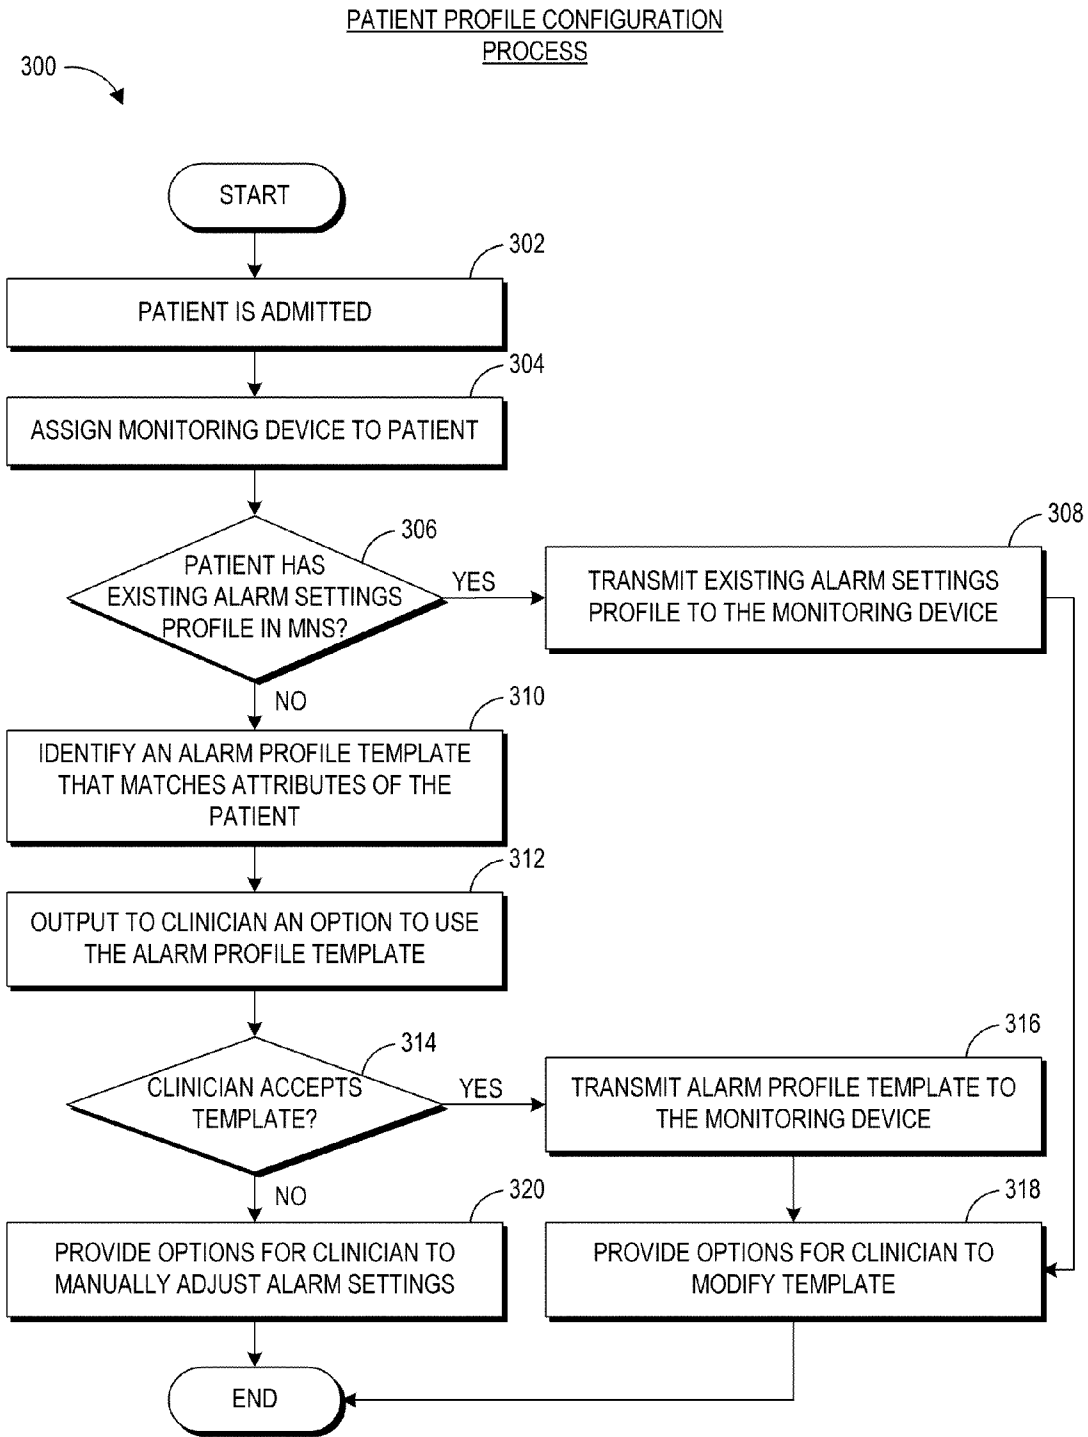 PATIENT PROFILE CONFIGURATION
PROCESS
300
START
302
PATIENT IS ADMITTED
304
ASSIGN MONITORING DEVICE TO PATIENT
306
PATIENT HAS
EXISTING ALARM SETTINGS
PROFILE IN MNS?
YES
308
TRANSMIT EXISTING ALARM SETTINGS
PROFILE TO THE MONITORING DEVICE
NO
310
IDENTIFY AN ALARM PROFILE TEMPLATE
THAT MATCHES ATTRIBUTES OF THE
PATIENT
312
OUTPUT TO CLINICIAN AN OPTION TO USE
THE ALARM PROFILE TEMPLATE
314
CLINICIAN ACCEPTS
TEMPLATE?
YES
316
TRANSMIT ALARM PROFILE TEMPLATE TO
THE MONITORING DEVICE
NO
320
PROVIDE OPTIONS FOR CLINICIAN TO
MANUALLY ADJUST ALARM SETTINGS
318
PROVIDE OPTIONS FOR CLINICIAN TO
MODIFY TEMPLATE
END